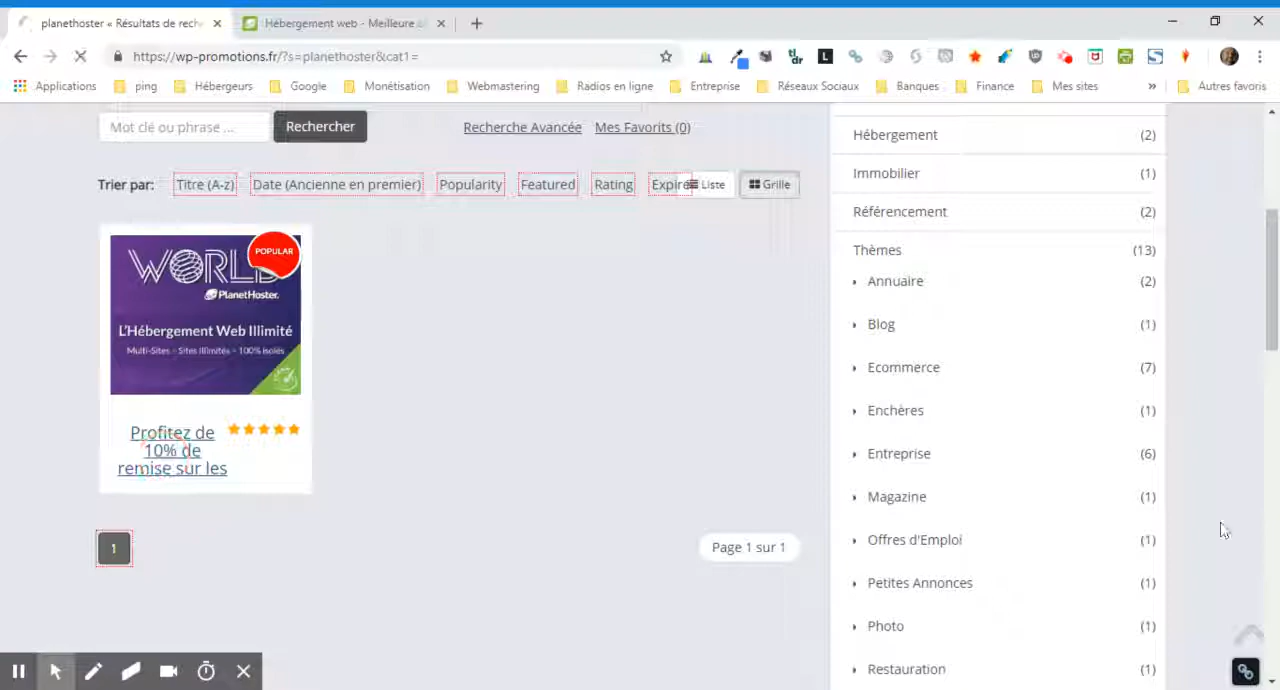 planethoster « Résultats de rech
Hébergement web - Meilleure
https://wp-promotions.fr/?s=planethoster&cat1=
Applications ping Hébergeurs Google Monétisation Webmastering Radios en ligne Entreprise Réseaux Sociaux Banques Finance Mes sites » Autres favoris
Mot clé ou phrase ... Rechercher Recherche Avancée Mes Favorits (0)
Trier par: Titre (A-z) Date (Ancienne en premier) Popularity Featured Rating Liste Grille
POPULAR
WORLD
PlanetHoster.
L'Hébergement Web Illimité
Multi-Sites - Sites Illimités - 100% isolés
Profitez de
10% de
remise sur les
1
Page 1 sur 1
Hébergement (2)
Immobilier (1)
Référencement (2)
Thèmes (13)
Annuaire (2)
Blog (1)
Ecommerce (7)
Enchères (1)
Entreprise (6)
Magazine (1)
Offres d'Emploi (1)
Petites Annonces (1)
Photo (1)
Restauration (1)